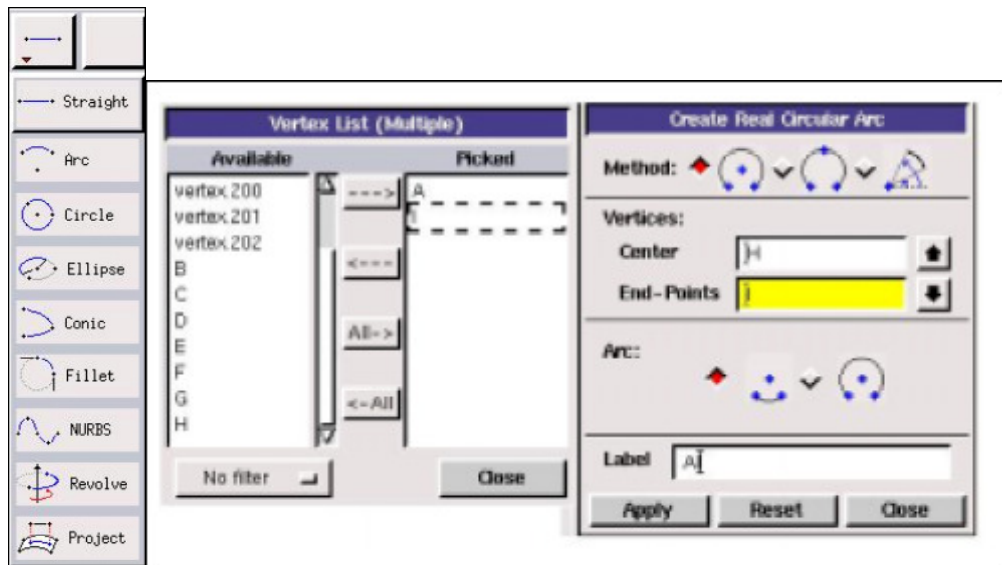 Straight
Arc
Circle
Ellipse
Conic
Fillet
NURBS
Revolve
Project
Vertex List (Multiple)
Available
Picked
vertex.200
vertex.201
vertex.202
B
C
D
E
F
G
H
--->
<---
All->
<-All
A
No filter
Close
Create Real Circular Arc
Method:
Vertices:
Center
H
End-Points
Arc:
Label
Apply
Reset
Close